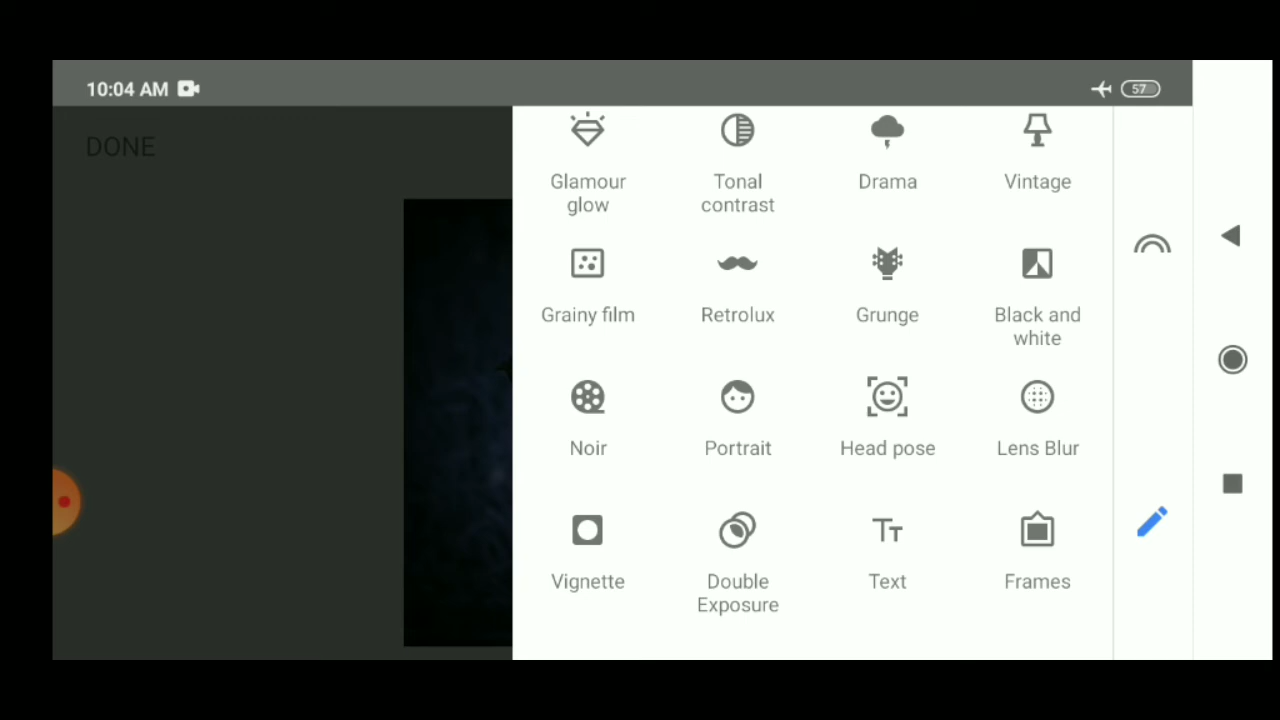 10:04 AM
57
DONE
Glamour
glow
Tonal
contrast
Drama
Vintage
Grainy film
Retrolux
Grunge
Black and
white
Noir
Portrait
Head pose
Lens Blur
Vignette
Double
Exposure
Text
Frames